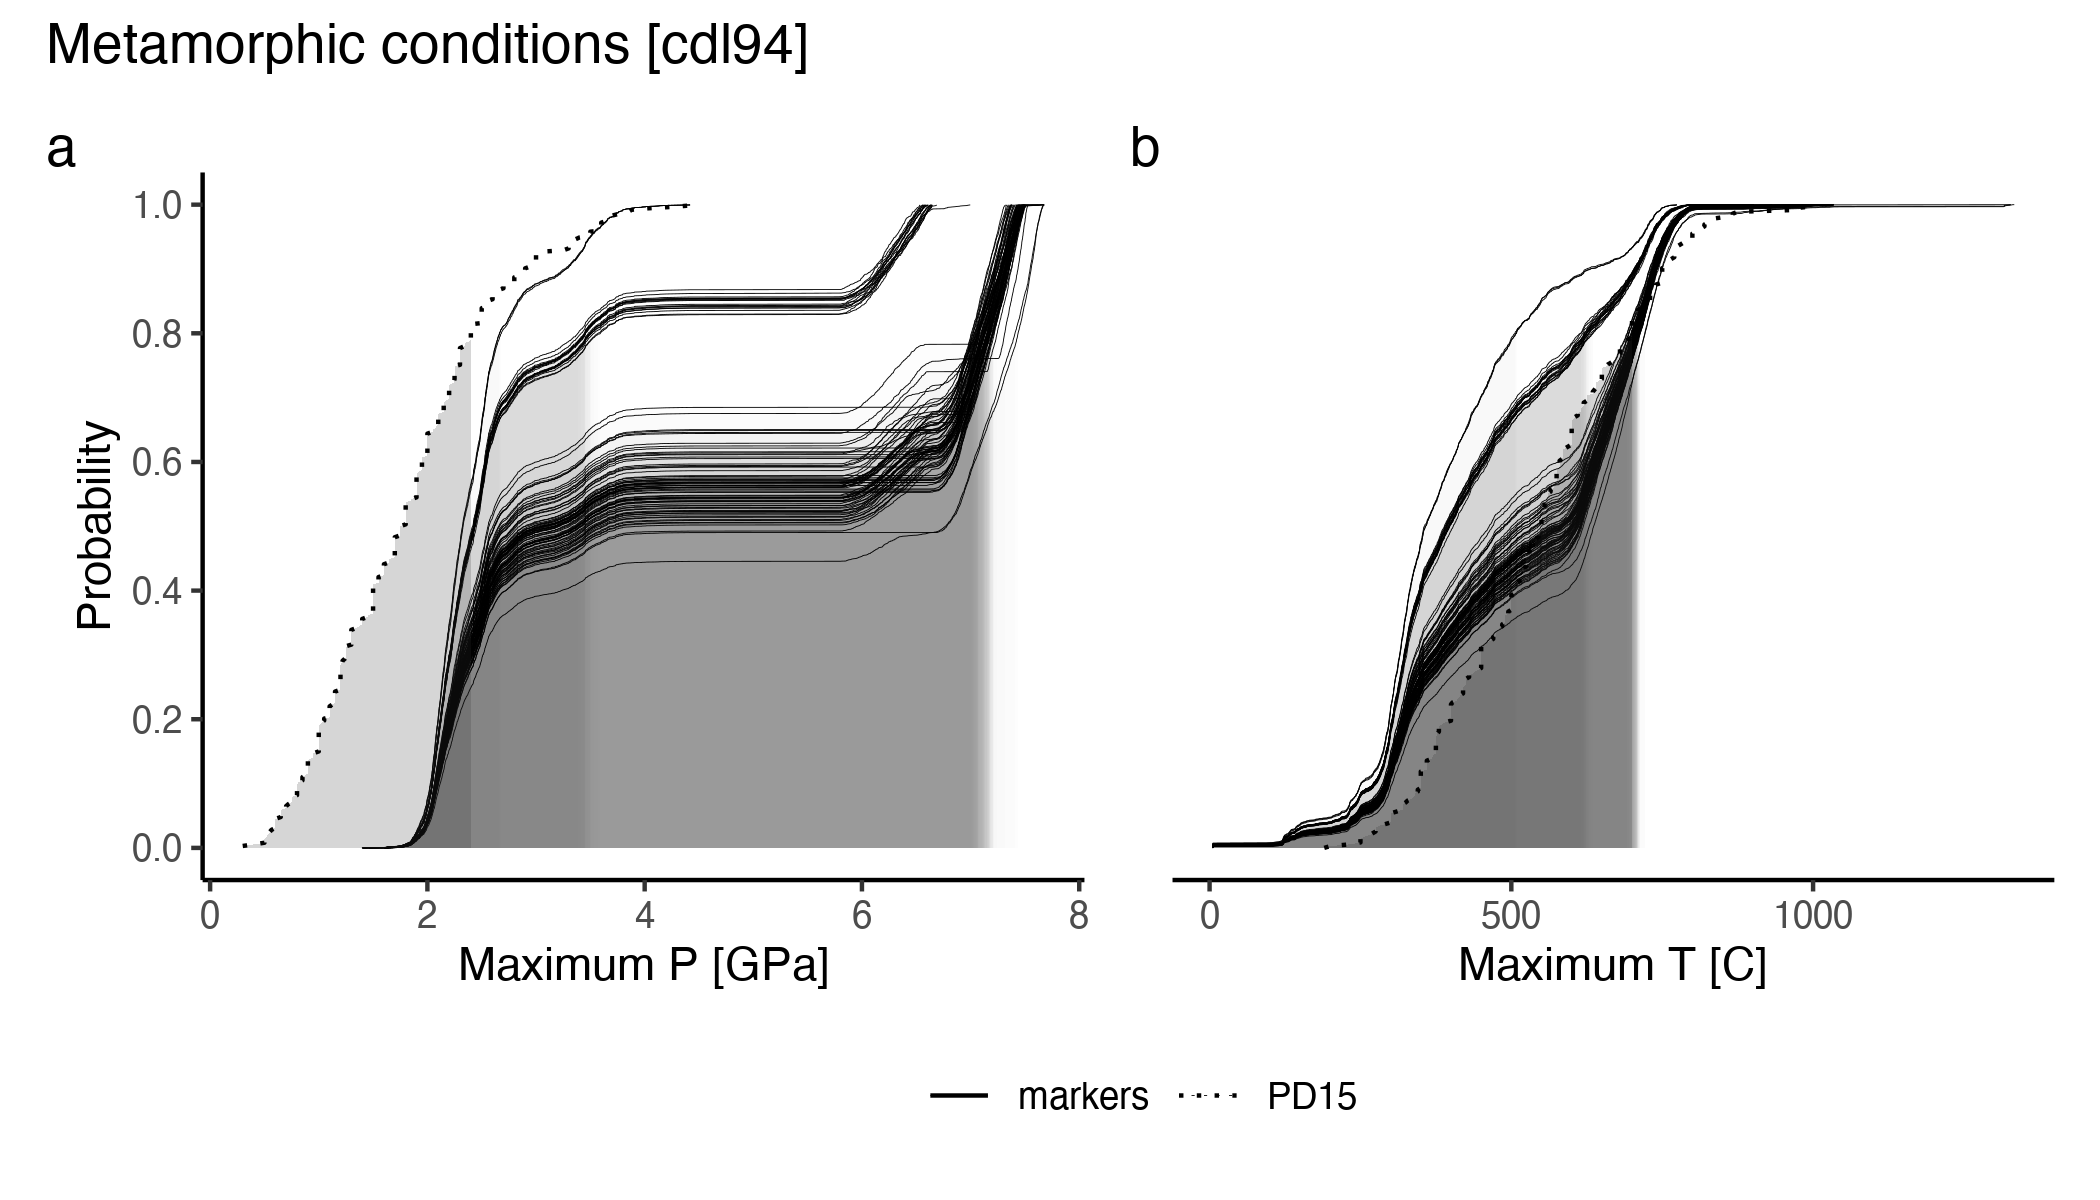 Metamorphic conditions [cdl94]
a
b
1.0
0.8
0.6
0.4
0.2
0.0
Probability
0 2 4 6 8
0 500 1000
Maximum P [GPa]
Maximum T [C]
markers PD15